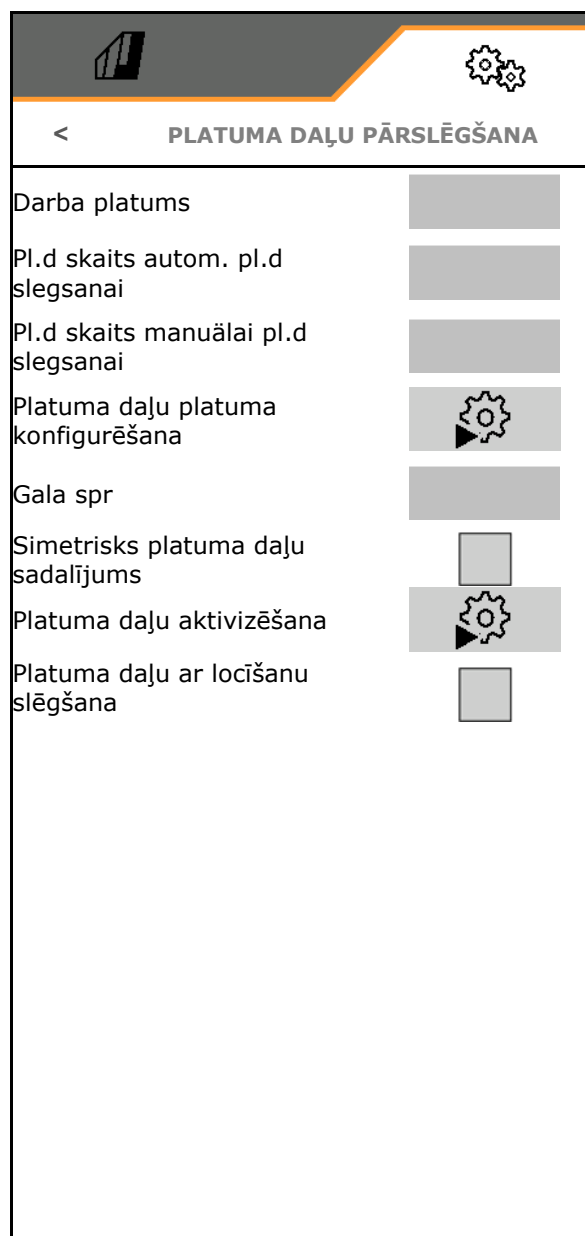 < PLATUMA DAĻU PĀRSLĒGŠANA
Darba platums
Pl.d skaits autom. pl.d
slegsanai
Pl.d skaits manuälai pl.d
slegsanai
Platuma daļu platuma
konfigurēšana
Gala spr
Simetrisks platuma daļu
sadalījums
Platuma daļu aktivizēšana
Platuma daļu ar locīšanu
slēgšana